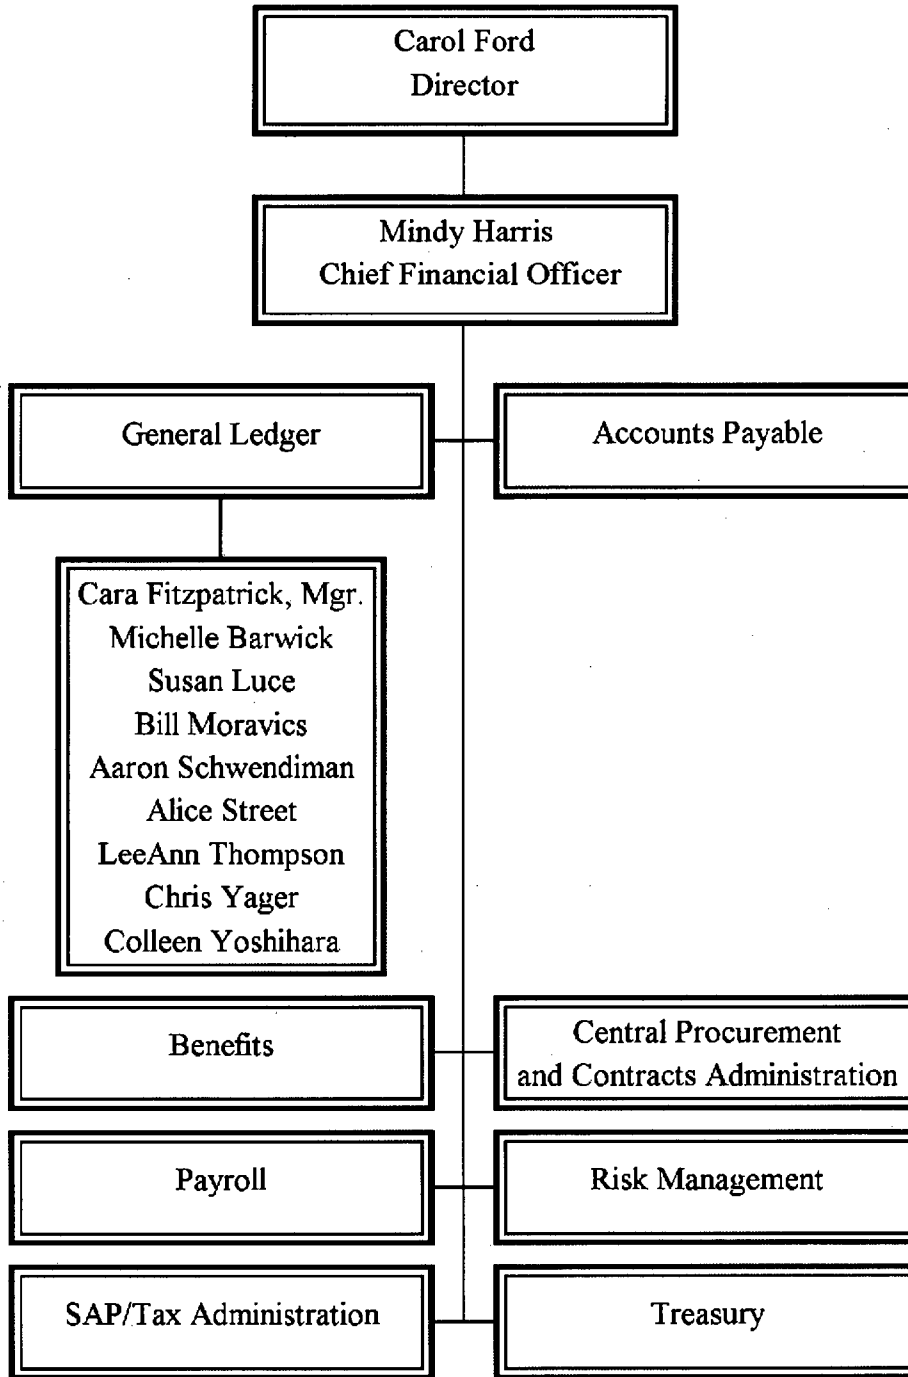 Carol Ford
Director
Mindy Harris
Chief Financial Officer
General Ledger
Accounts Payable
Cara Fitzpatrick, Mgr.
Michelle Barwick
Susan Luce
Bill Moravics
Aaron Schwendiman
Alice Street
LeeAnn Thompson
Chris Yager
Colleen Yoshihara
Benefits
Central Procurement
and Contracts Administration
Payroll
Risk Management
SAP/Tax Administration
Treasury